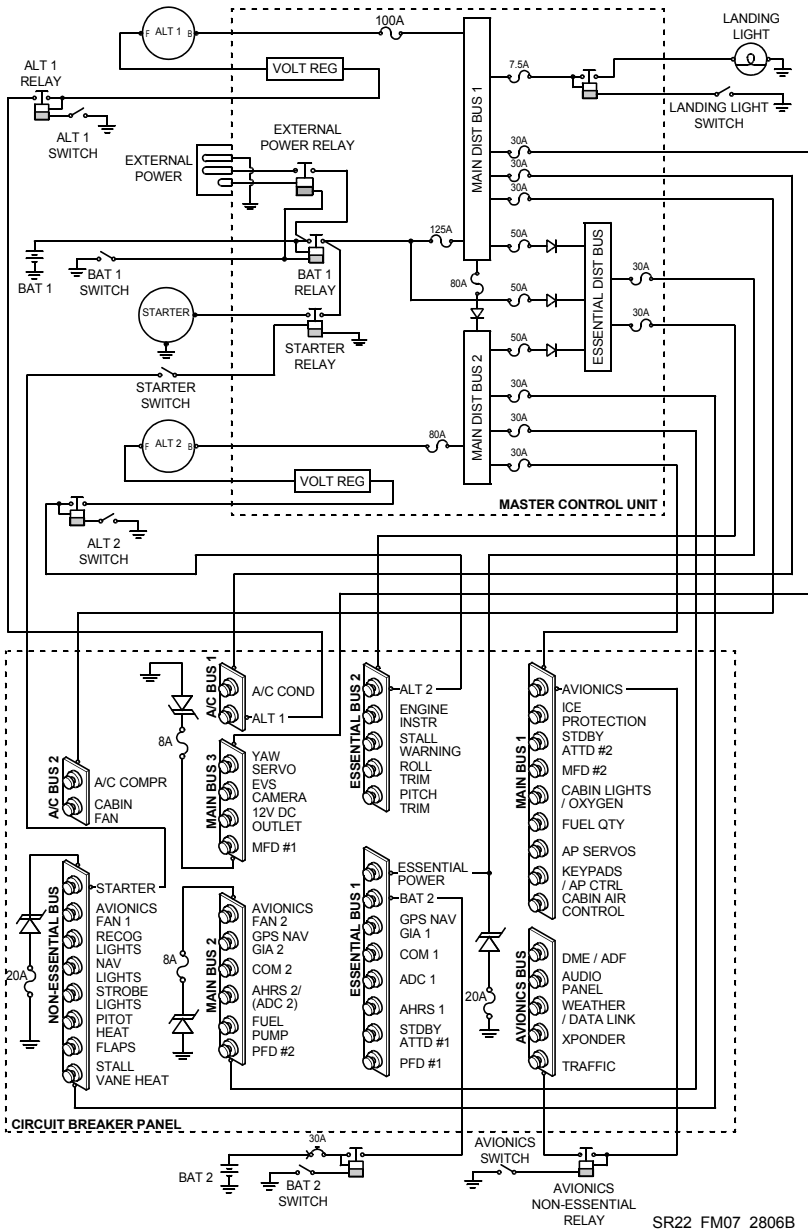 100A
LANDING
LIGHT
F
ALT 1
B
VOLT REG
7.5A
ALT 1
RELAY
MAIN DIST BUS 1
LANDING LIGHT
SWITCH
ALT 1
SWITCH
EXTERNAL
POWER RELAY
EXTERNAL
POWER
30A
30A
30A
125A
50A
BAT 1
BAT 1
SWITCH
BAT 1
RELAY
80A
50A
ESSENTIAL DIST BUS
30A
30A
STARTER
STARTER
RELAY
50A
MAIN DIST BUS 2
STARTER
SWITCH
30A
30A
30A
F
ALT 2
B
80A
VOLT REG
MASTER CONTROL UNIT
ALT 2
SWITCH
A/C BUS 1
A/C COND
ALT 1
8A
A/C BUS 2
A/C COMPR
CABIN
FAN
MAIN BUS 3
YAW
SERVO
EVS
CAMERA
12V DC
OUTLET
MFD #1
ESSENTIAL BUS 2
ALT 2
ENGINE
INSTR
STALL
WARNING
ROLL
TRIM
PITCH
TRIM
MAIN BUS 1
AVIONICS
ICE
PROTECTION
STDBY
ATTD #2
MFD #2
CABIN LIGHTS
/ OXYGEN
FUEL QTY
AP SERVOS
KEYPADS
/ AP CTRL
CABIN AIR
CONTROL
20A
NON-ESSENTIAL BUS
STARTER
AVIONICS
FAN 1
RECOG
LIGHTS
NAV
LIGHTS
STROBE
LIGHTS
PITOT
HEAT
FLAPS
STALL
VANE HEAT
8A
MAIN BUS 2
AVIONICS
FAN 2
GPS NAV
GIA 2
COM 2
AHRS 2/
(ADC 2)
FUEL
PUMP
PFD #2
ESSENTIAL BUS 1
ESSENTIAL
POWER
BAT 2
GPS NAV
GIA 1
COM 1
ADC 1
AHRS 1
STDBY
ATTD #1
PFD #1
20A
AVIONICS BUS
DME / ADF
AUDIO
PANEL
WEATHER
/ DATA LINK
XPONDER
TRAFFIC
CIRCUIT BREAKER PANEL
30A
BAT 2
BAT 2
SWITCH
AVIONICS
SWITCH
AVIONICS
NON-ESSENTIAL
RELAY
SR22_FM07_2806B